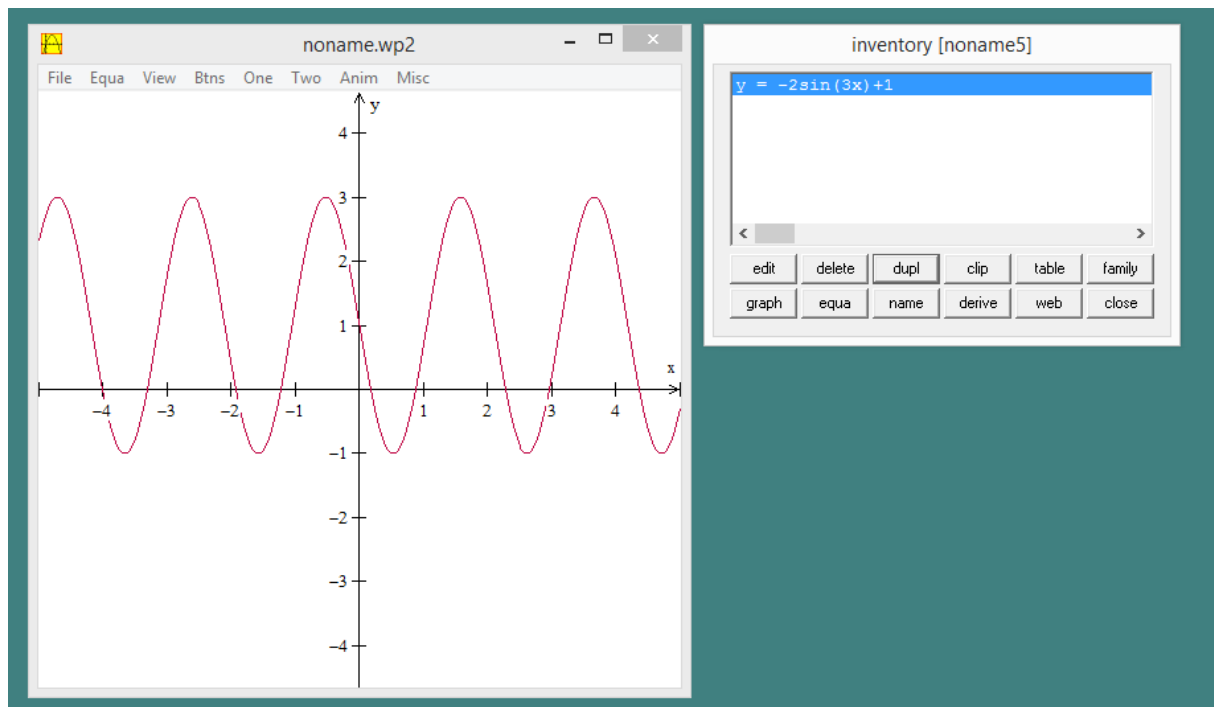 noname.wp2
File Equa View Btns One Two Anim Misc
y
4
3
2
1
x
−4 −3 −2 −1 1 2 3 4
−1
−2
−3
−4
inventory [noname5]
y = -2sin(3x)+1
edit delete dupl clip table family
graph equa name derive web close